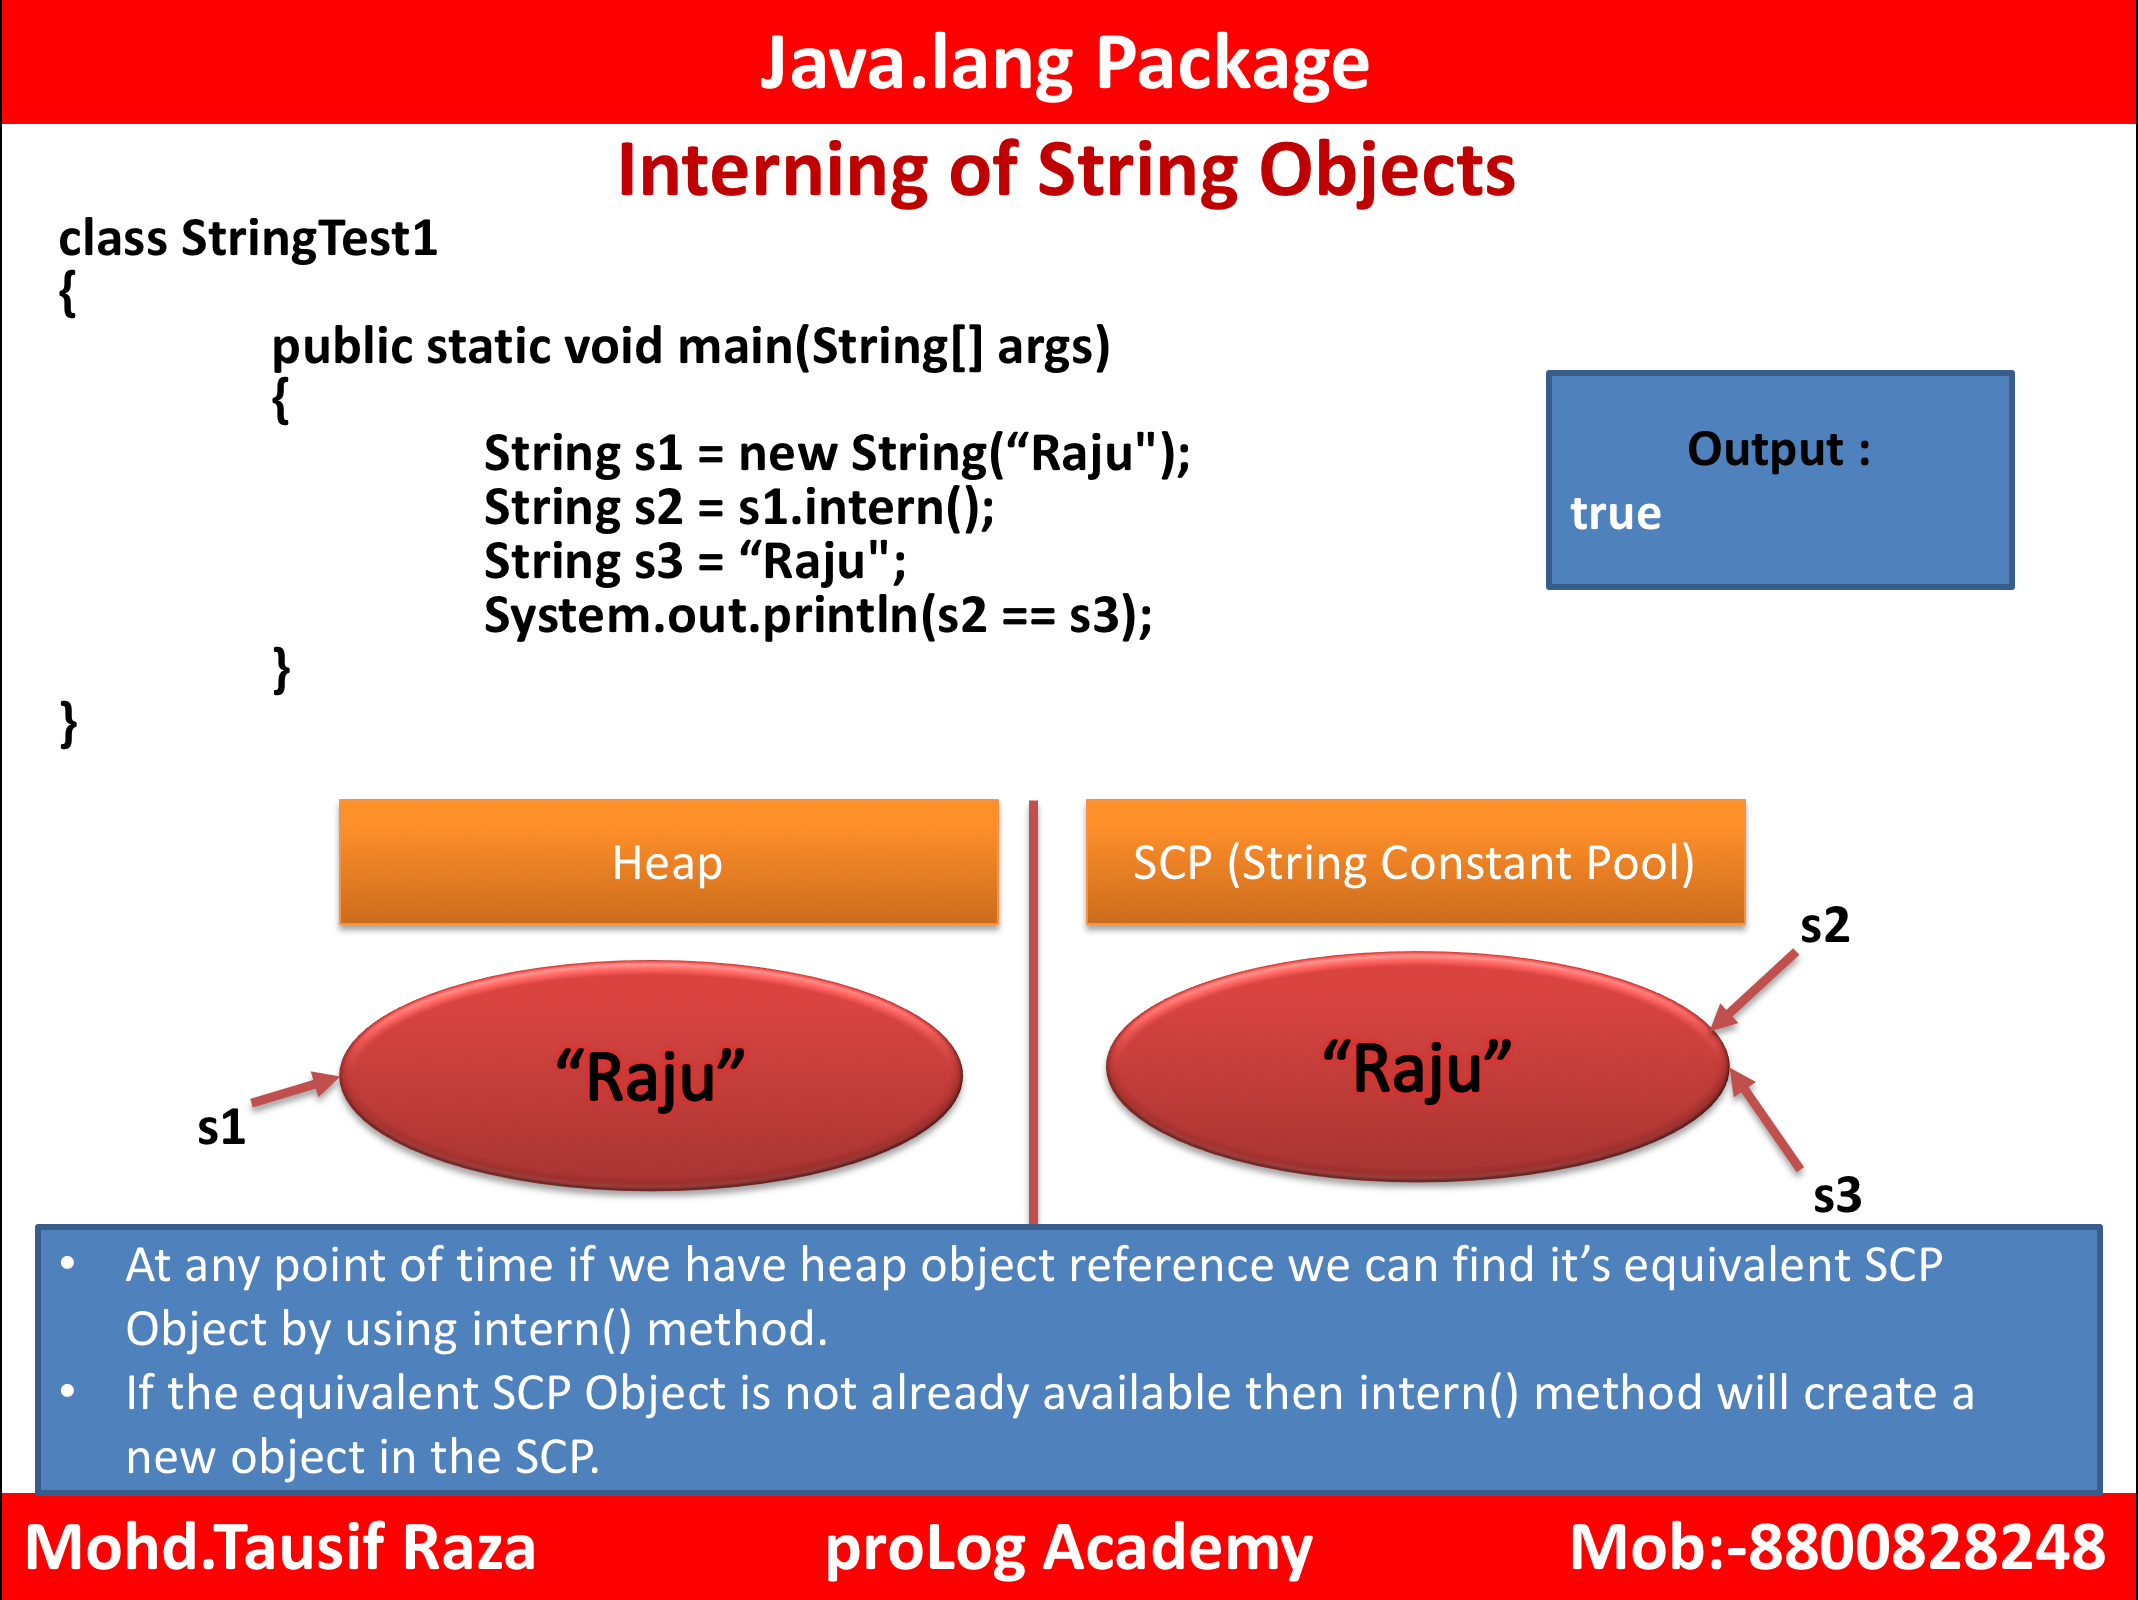 Java.lang Package
Interning of String Objects
class StringTest1
{
public static void main(String[] args)
{
String s1 = new String(“Raju");
String s2 = s1.intern();
String s3 = “Raju";
System.out.println(s2 == s3);
}
}
Output :
true
Heap
SCP (String Constant Pool)
s2
“Raju”
“Raju”
s1
s3
• At any point of time if we have heap object reference we can find it’s equivalent SCP
Object by using intern() method.
• If the equivalent SCP Object is not already available then intern() method will create a
new object in the SCP.
Mohd.Tausif Raza proLog Academy Mob:-8800828248